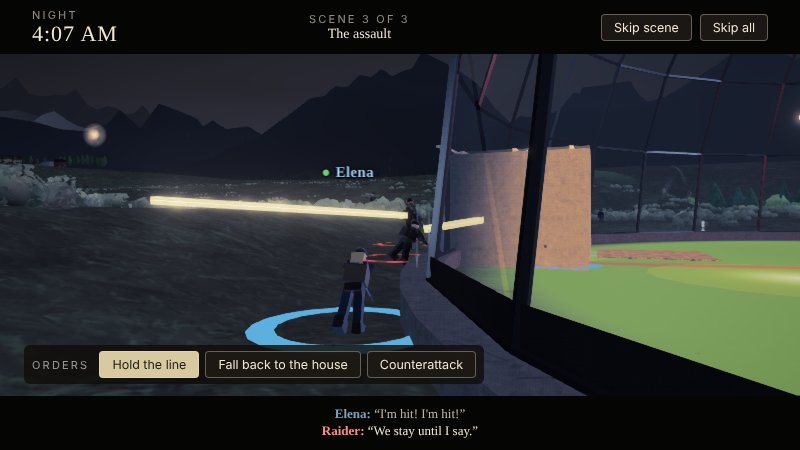 NIGHT
4:07 AM
SCENE 3 OF 3
The assault
Skip scene
Skip all
Elena
ORDERS
Hold the line
Fall back to the house
Counterattack
Elena: “I'm hit! I'm hit!”
Raider: “We stay until I say.”